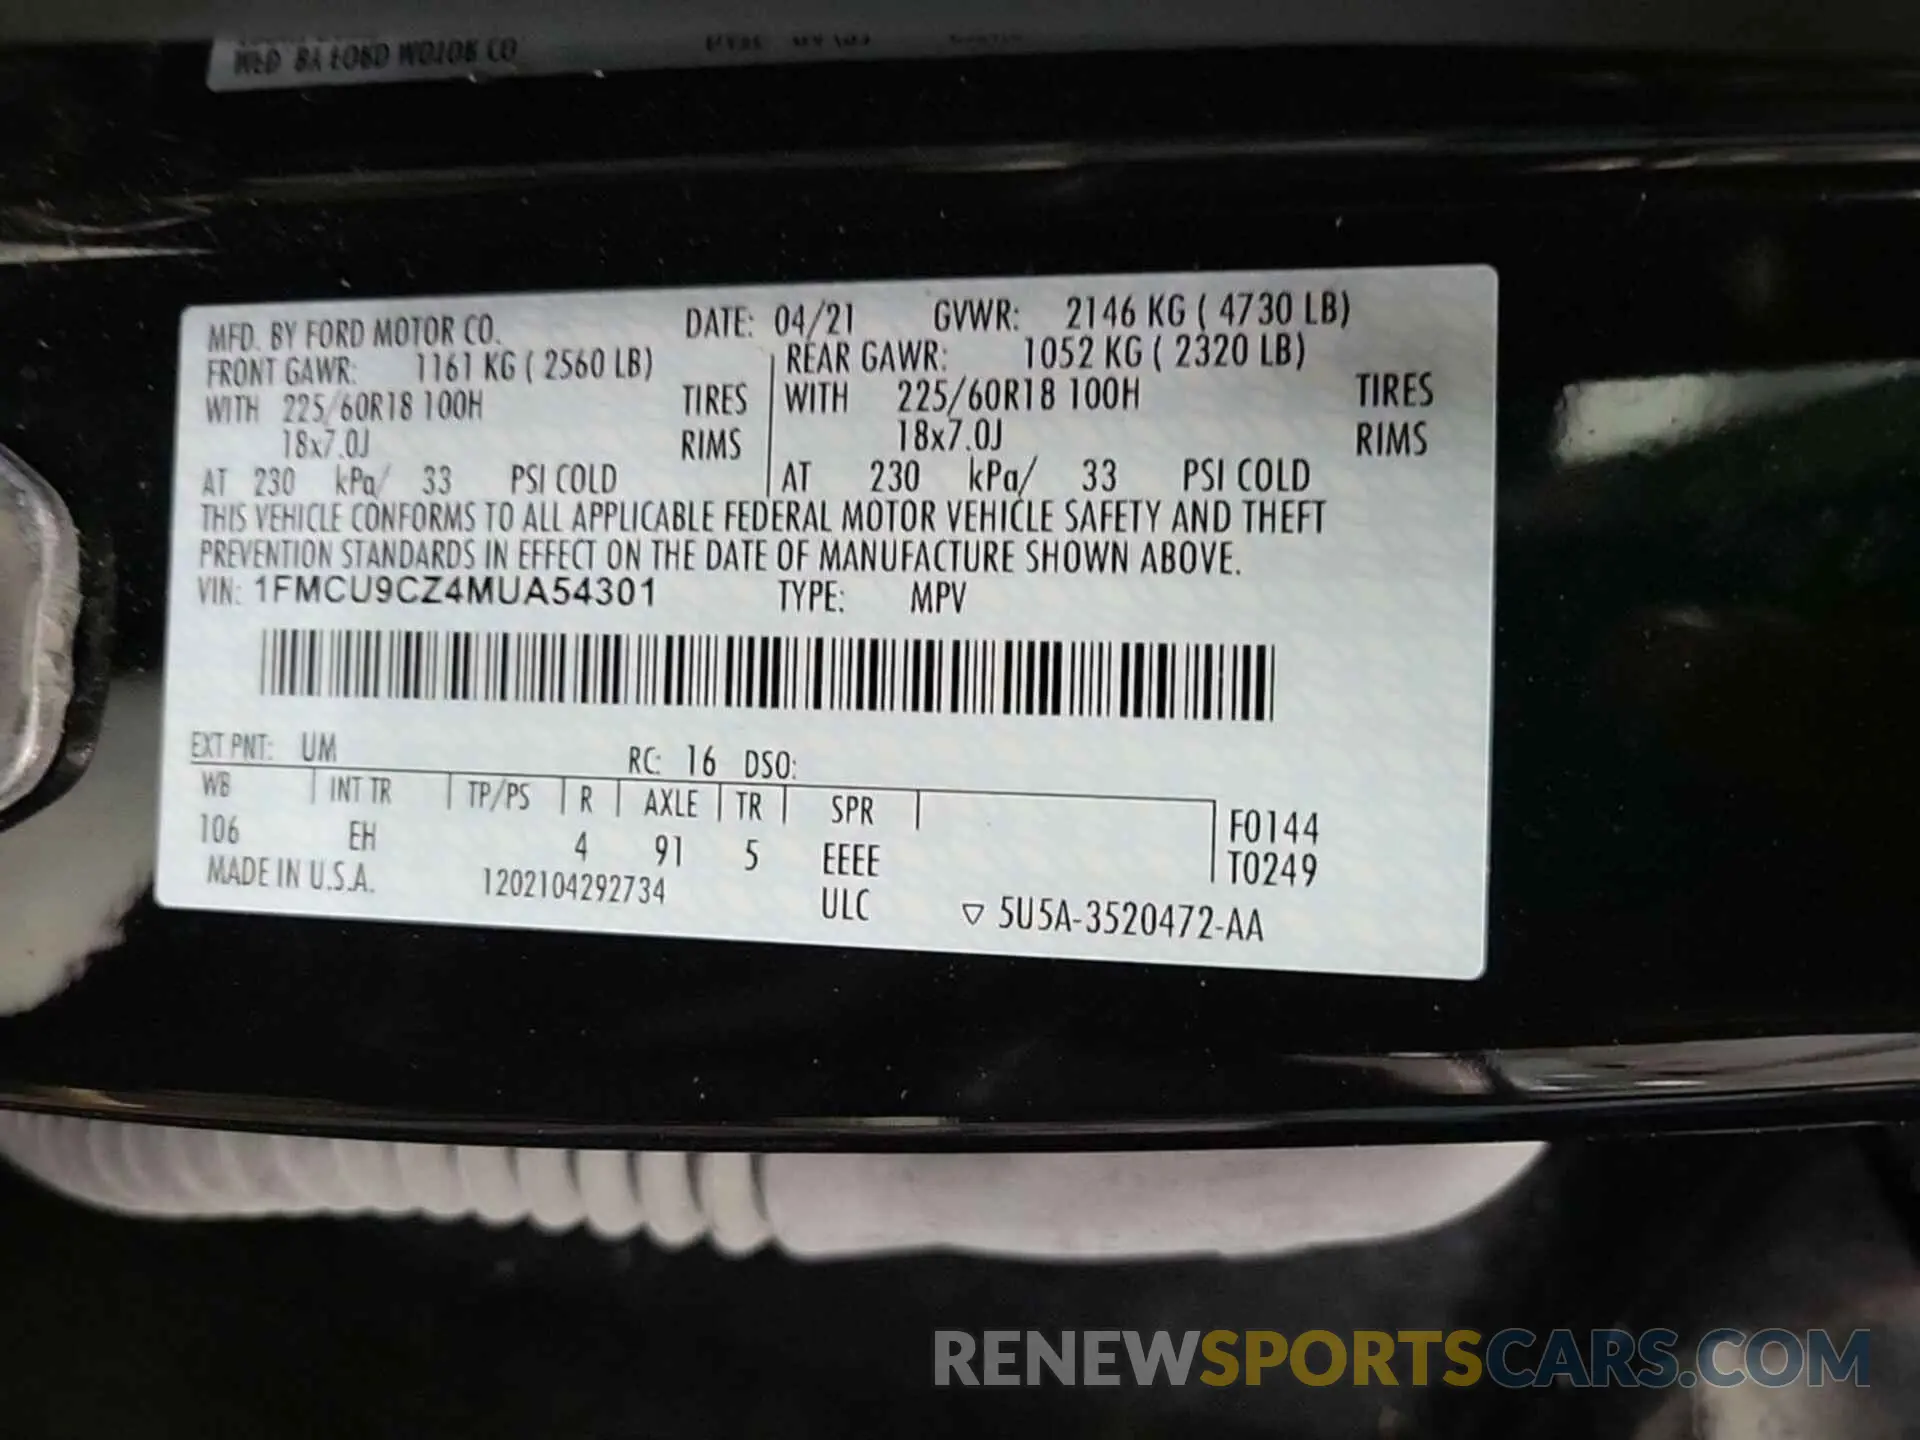 MFD. BY FORD MOTOR CO. DATE: 04/21 GVWR: 2146 KG ( 4730 LB)
FRONT GAWR: 1161 KG ( 2560 LB) REAR GAWR: 1052 KG ( 2320 LB)
WITH 225/60R18 100H TIRES WITH 225/60R18 100H TIRES
18x7.0J RIMS 18x7.0J RIMS
AT 230 kPa/ 33 PSI COLD AT 230 kPa/ 33 PSI COLD
THIS VEHICLE CONFORMS TO ALL APPLICABLE FEDERAL MOTOR VEHICLE SAFETY AND THEFT
PREVENTION STANDARDS IN EFFECT ON THE DATE OF MANUFACTURE SHOWN ABOVE.
VIN: 1FMCU9CZ4MUA54301 TYPE: MPV
EXT PNT: UM RC: 16 DSO:
WB INT TR TP/PS R AXLE TR SPR F0144
106 EH 4 91 5 EEEE T0249
MADE IN U.S.A. 1202104292734 ULC ▽ 5U5A-3520472-AA
RENEWSPORTSCARS.COM